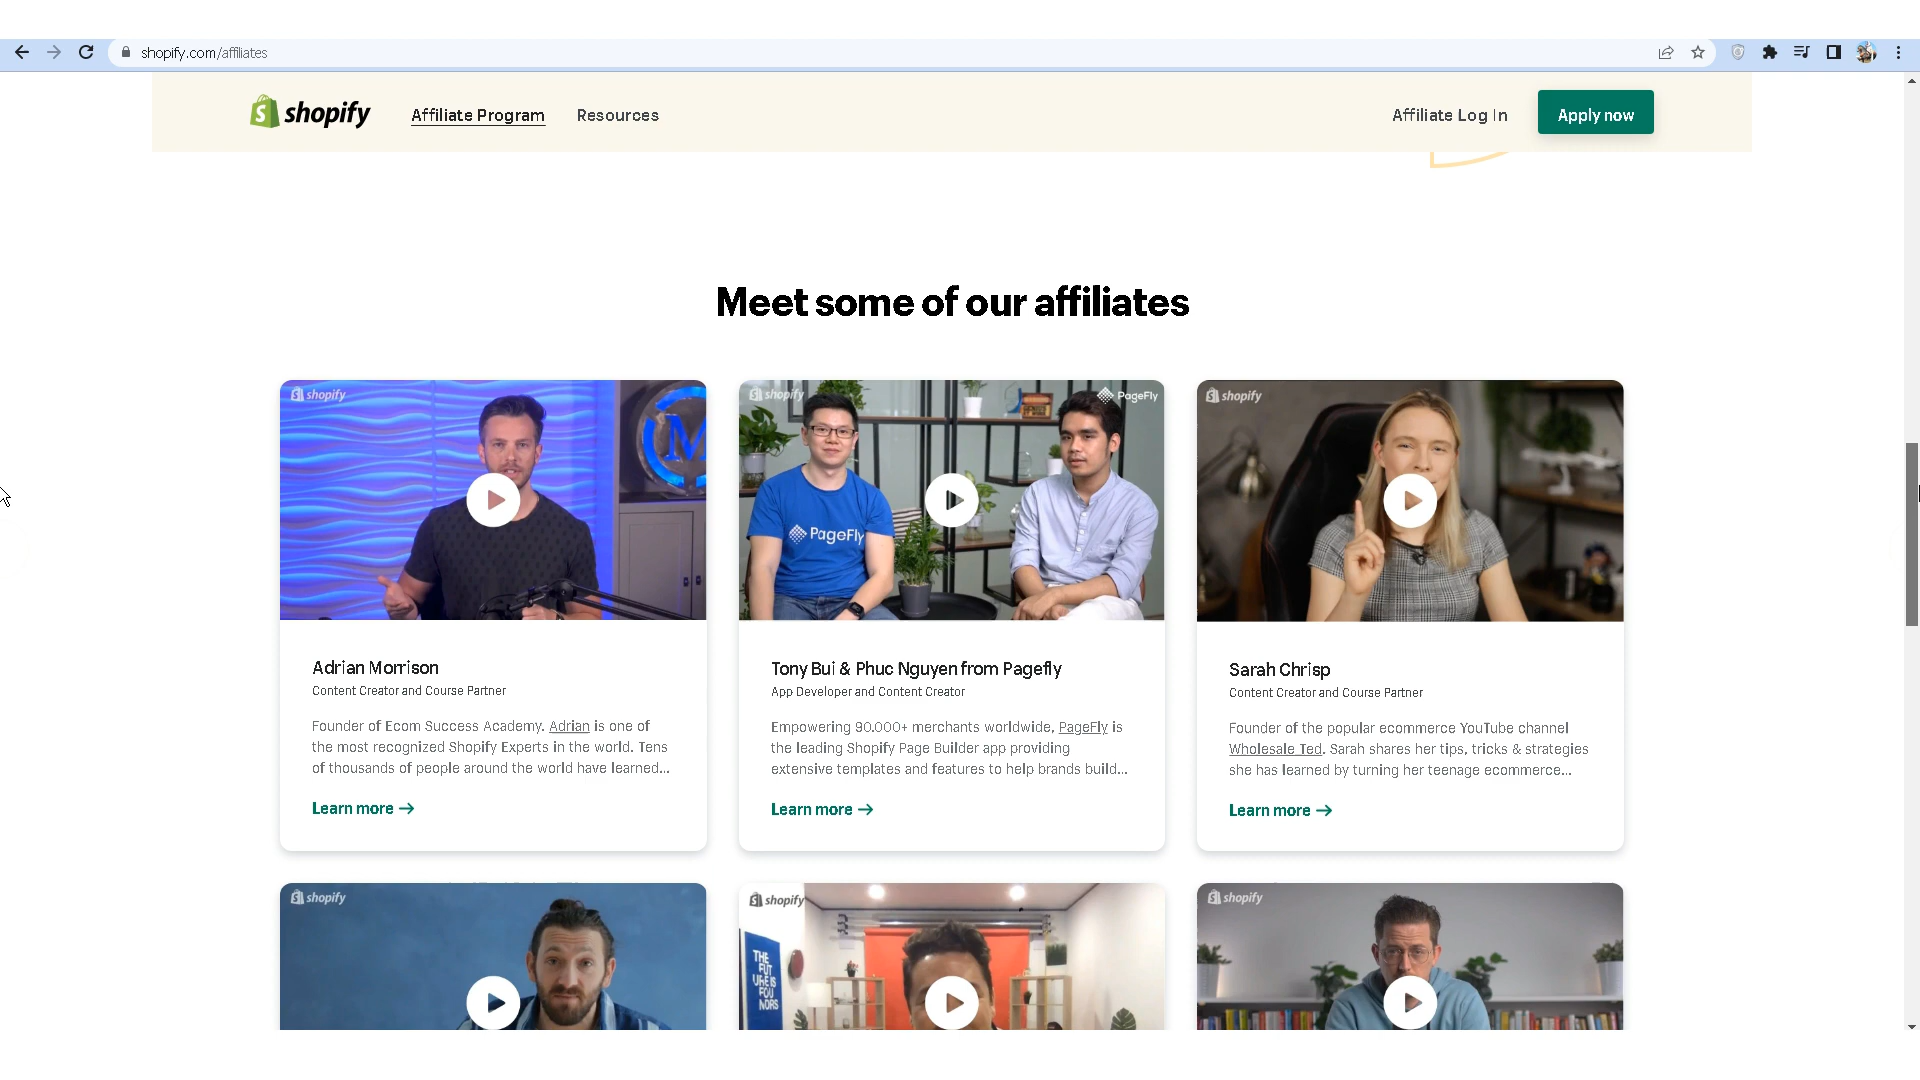 shopify.com/affiliates
shopify
Affiliate Program
Resources
Affiliate Log In
Apply now
Meet some of our affiliates
shopify
shopify
PageFly
shopify
PageFly
Adrian Morrison
Content Creator and Course Partner
Founder of Ecom Success Academy. Adrian is one of
the most recognized Shopify Experts in the world. Tens
of thousands of people around the world have learned...
Learn more →
Tony Bui & Phuc Nguyen from Pagefly
App Developer and Content Creator
Empowering 90.000+ merchants worldwide, PageFly is
the leading Shopify Page Builder app providing
extensive templates and features to help brands build...
Learn more →
Sarah Chrisp
Content Creator and Course Partner
Founder of the popular ecommerce YouTube channel
Wholesale Ted. Sarah shares her tips, tricks & strategies
she has learned by turning her teenage ecommerce...
Learn more →
shopify
shopify
THE
FUT
URE IS
FOU
NDRS
shopify